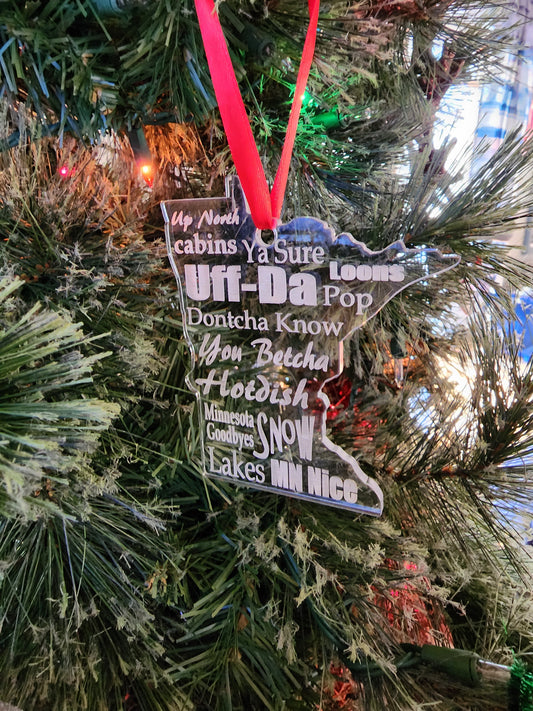 Up North
cabins Ya Sure
Uff-Da Loons
Pop
Dontcha Know
You Betcha
Hotdish
Minnesota
Goodbyes SNOW
Lakes MN Nice